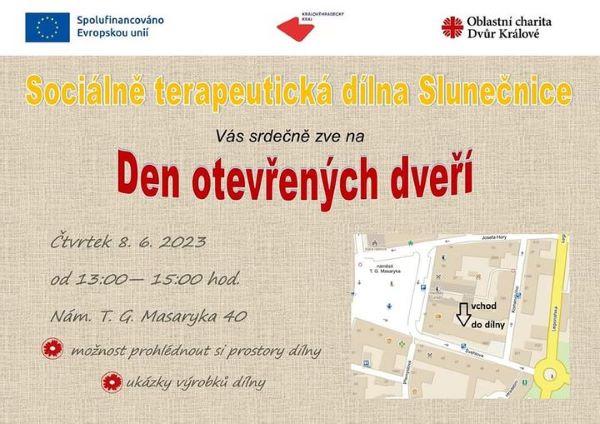 Spolufinancováno
Evropskou unií
KRÁLOVÉHRADECKÝ
KRAJ
Oblastní charita
Dvůr Králové
Sociálně terapeutická dílna Slunečnice
Vás srdečně zve na
Den otevřených dveří
Čtvrtek 8. 6. 2023
od 13:00— 15:00 hod.
Nám. T. G. Masaryka 40
možnost prohlédnout si prostory dílny
ukázky výrobků dílny
Josefa Hory
náměstí
T. G. Masaryka
vchod
do dílny
Legionářská